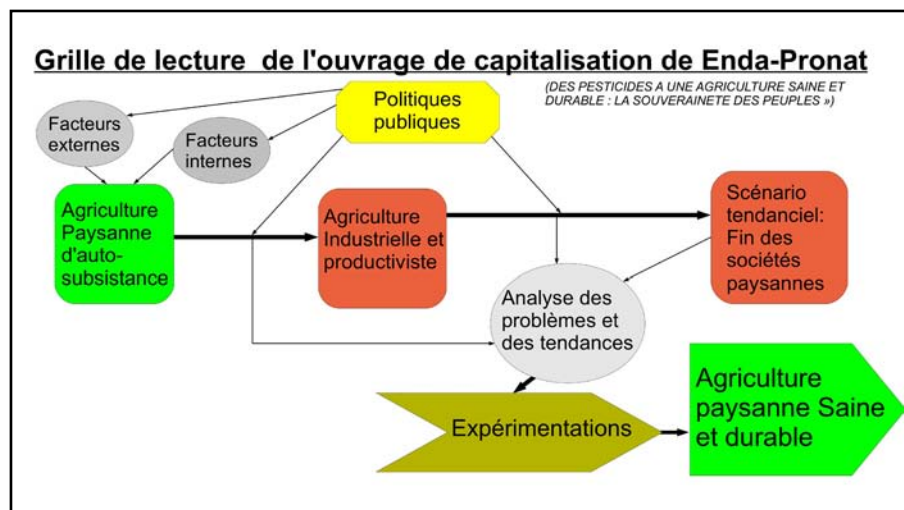 Grille de lecture de l'ouvrage de capitalisation de Enda-Pronat
(DES PESTICIDES A UNE AGRICULTURE SAINE ET
DURABLE : LA SOUVERAINETE DES PEUPLES »)
Politiques
publiques
Facteurs
externes
Facteurs
internes
Agriculture
Paysanne
d'auto-
subsistance
Agriculture
Industrielle et
productiviste
Scénario
tendanciel:
Fin des
sociétés
paysannes
Analyse des
problèmes et
des tendances
Expérimentations
Agriculture
paysanne Saine
et durable